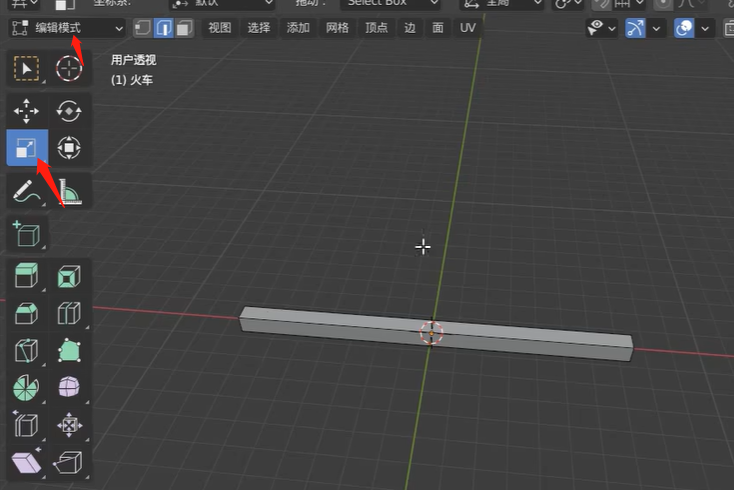 坐标系: 默认 拖动: Select Box 全局
编辑模式 视图 选择 添加 网格 顶点 边 面 UV
用户透视
(1) 火车